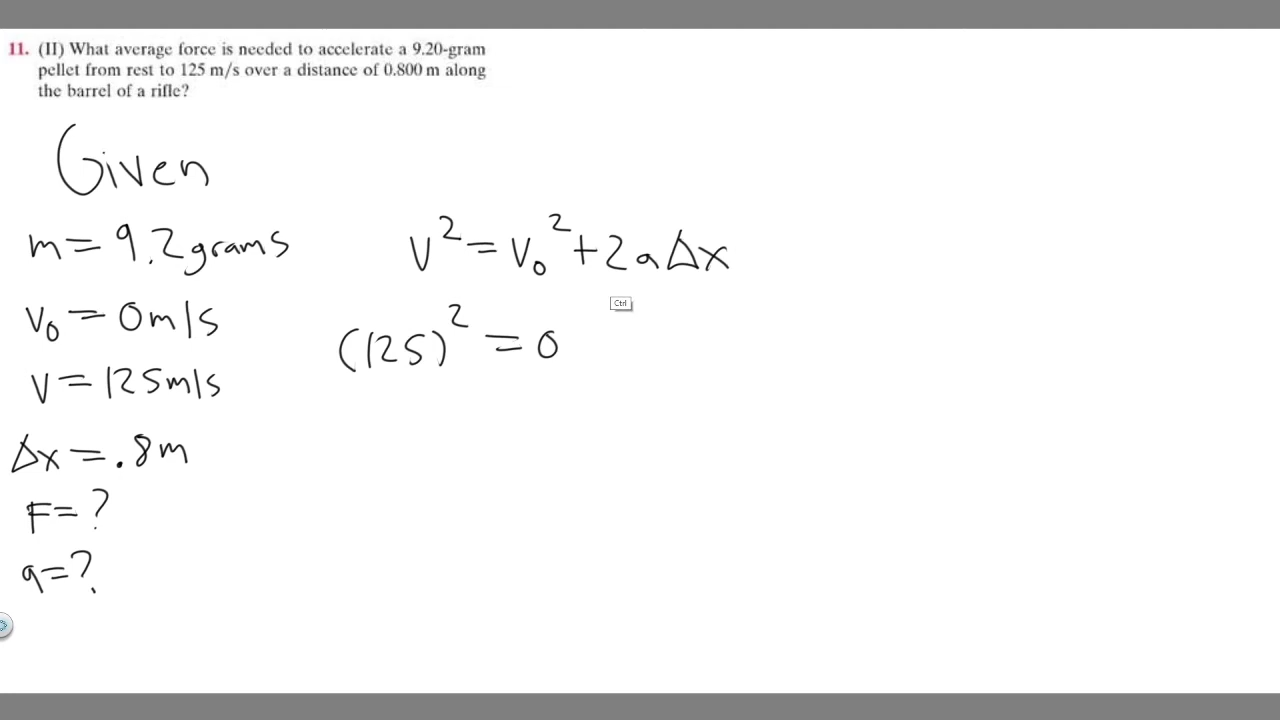 11. (II) What average force is needed to accelerate a 9.20-gram
pellet from rest to 125 m/s over a distance of 0.800 m along
the barrel of a rifle?
Given
m = 9.2 grams
v₀ = 0 m/s
v = 125 m/s
Δx = .8 m
F = ?
a = ?
v² = v₀² + 2aΔx
Ctrl
(125)² = 0